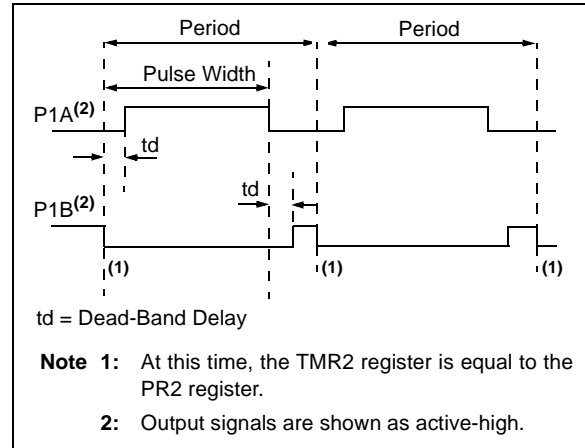 Period Period
Pulse Width
P1A(2)
td
td
P1B(2)
(1) (1) (1)
td = Dead-Band Delay
Note 1: At this time, the TMR2 register is equal to the
PR2 register.
2: Output signals are shown as active-high.